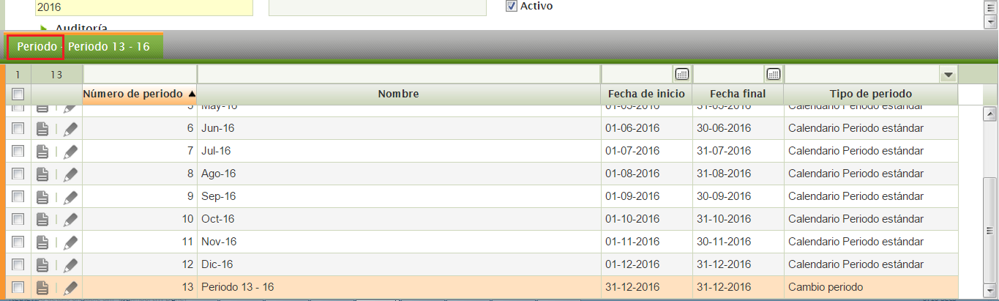 2016
Activo
Auditoría
Periodo - Periodo 13 - 16
1 13
Número de periodo Nombre Fecha de inicio Fecha final Tipo de periodo
5 May-16 01-05-2016 31-05-2016 Calendario Periodo estándar
6 Jun-16 01-06-2016 30-06-2016 Calendario Periodo estándar
7 Jul-16 01-07-2016 31-07-2016 Calendario Periodo estándar
8 Ago-16 01-08-2016 31-08-2016 Calendario Periodo estándar
9 Sep-16 01-09-2016 30-09-2016 Calendario Periodo estándar
10 Oct-16 01-10-2016 31-10-2016 Calendario Periodo estándar
11 Nov-16 01-11-2016 30-11-2016 Calendario Periodo estándar
12 Dic-16 01-12-2016 31-12-2016 Calendario Periodo estándar
13 Periodo 13 - 16 31-12-2016 31-12-2016 Cambio periodo